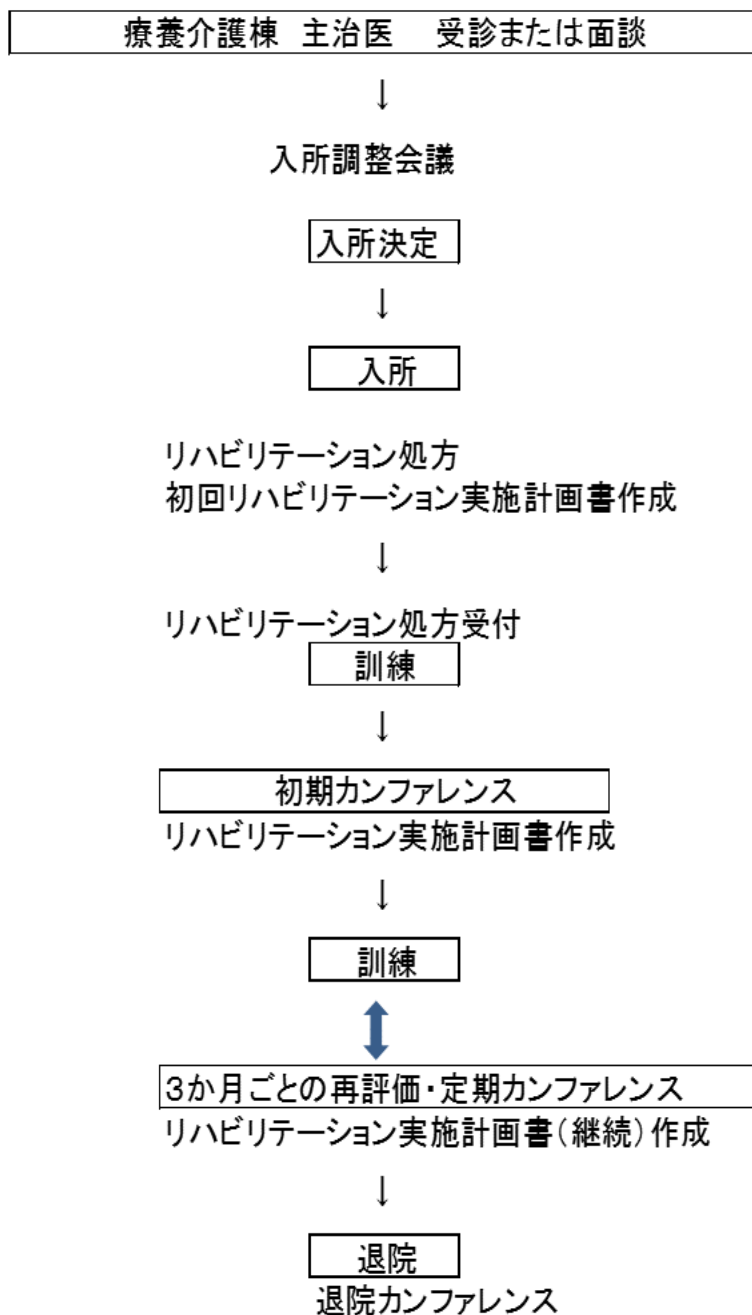 療養介護棟 主治医 受診または面談
↓
入所調整会議
入所決定
↓
入所
リハビリテーション処方
初回リハビリテーション実施計画書作成
↓
リハビリテーション処方受付
訓練
↓
初期カンファレンス
リハビリテーション実施計画書作成
↓
訓練
3か月ごとの再評価・定期カンファレンス
リハビリテーション実施計画書(継続)作成
↓
退院
退院カンファレンス